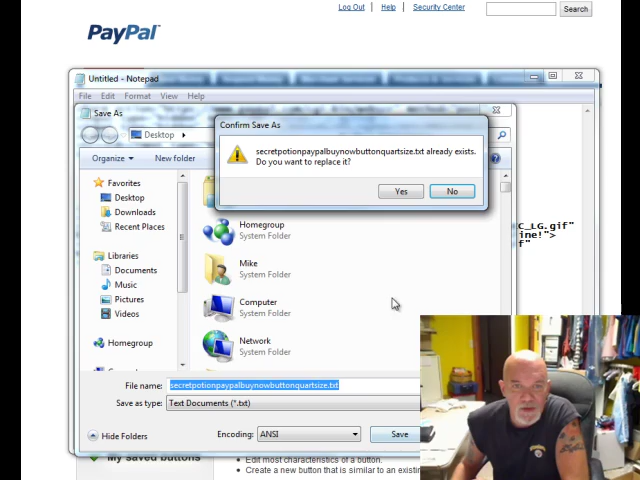 Log Out | Help | Security Center
Search
PayPal
Untitled - Notepad
File Edit Format View Help
Save As
Confirm Save As
Desktop
secretpotionpaypalbuynowbuttonquartsize.txt already exists.
Do you want to replace it?
Organize
New folder
Yes
No
Favorites
Desktop
Downloads
Recent Places
Libraries
Documents
Music
Pictures
Videos
Homegroup
Homegroup
System Folder
Mike
System Folder
Computer
System Folder
Network
System Folder
C_LG.gif"
ine!">
f"
File name: secretpotionpaypalbuynowbuttonquartsize.txt
Save as type: Text Documents (*.txt)
Hide Folders
Encoding: ANSI
Save
My saved buttons
Edit most characteristics of a button.
Create a new button that is similar to an existin